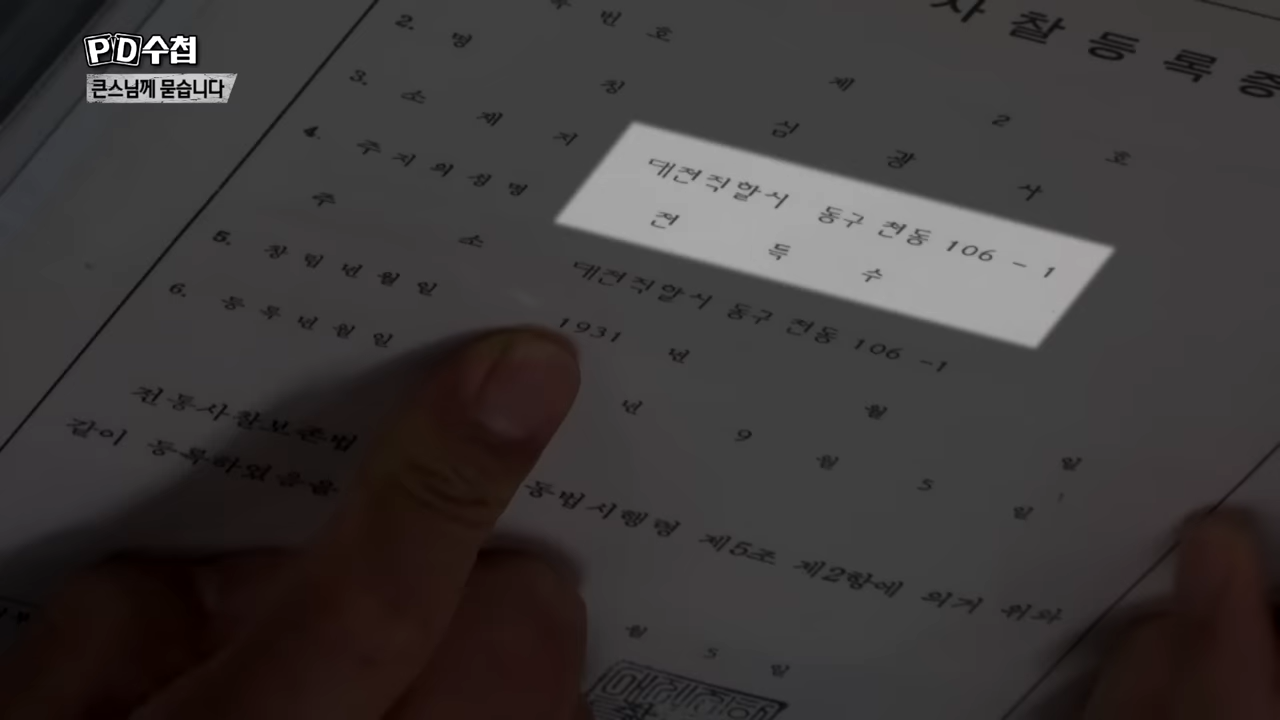 PD수첩
큰스님께 묻습니다
사찰등록증
번호 제 2 호
2. 명 칭 심 광 사
3. 소 재 지 대전직할시 동구 천동 106 - 1
4. 주지의성명 전 득 수
주 소 대전직할시 동구 천동 106 -1
5. 창립년월일 1931 년 월 일
6. 등록년월일 년 9 월 5 일
전통사찰보존법 동법시행령 제5조 제2항에 의거 위와
같이 등록하였음을
월 5 일